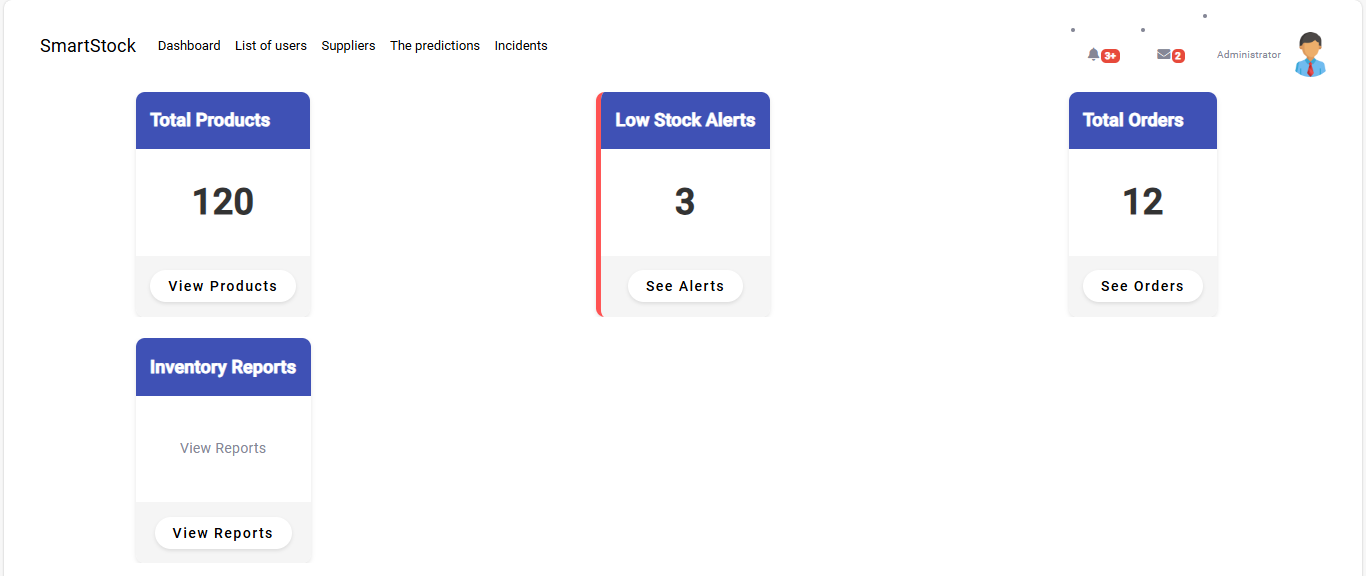 SmartStock Dashboard List of users Suppliers The predictions Incidents 3+ 2 Administrator
Total Products
120
View Products
Low Stock Alerts
3
See Alerts
Total Orders
12
See Orders
Inventory Reports
View Reports
View Reports